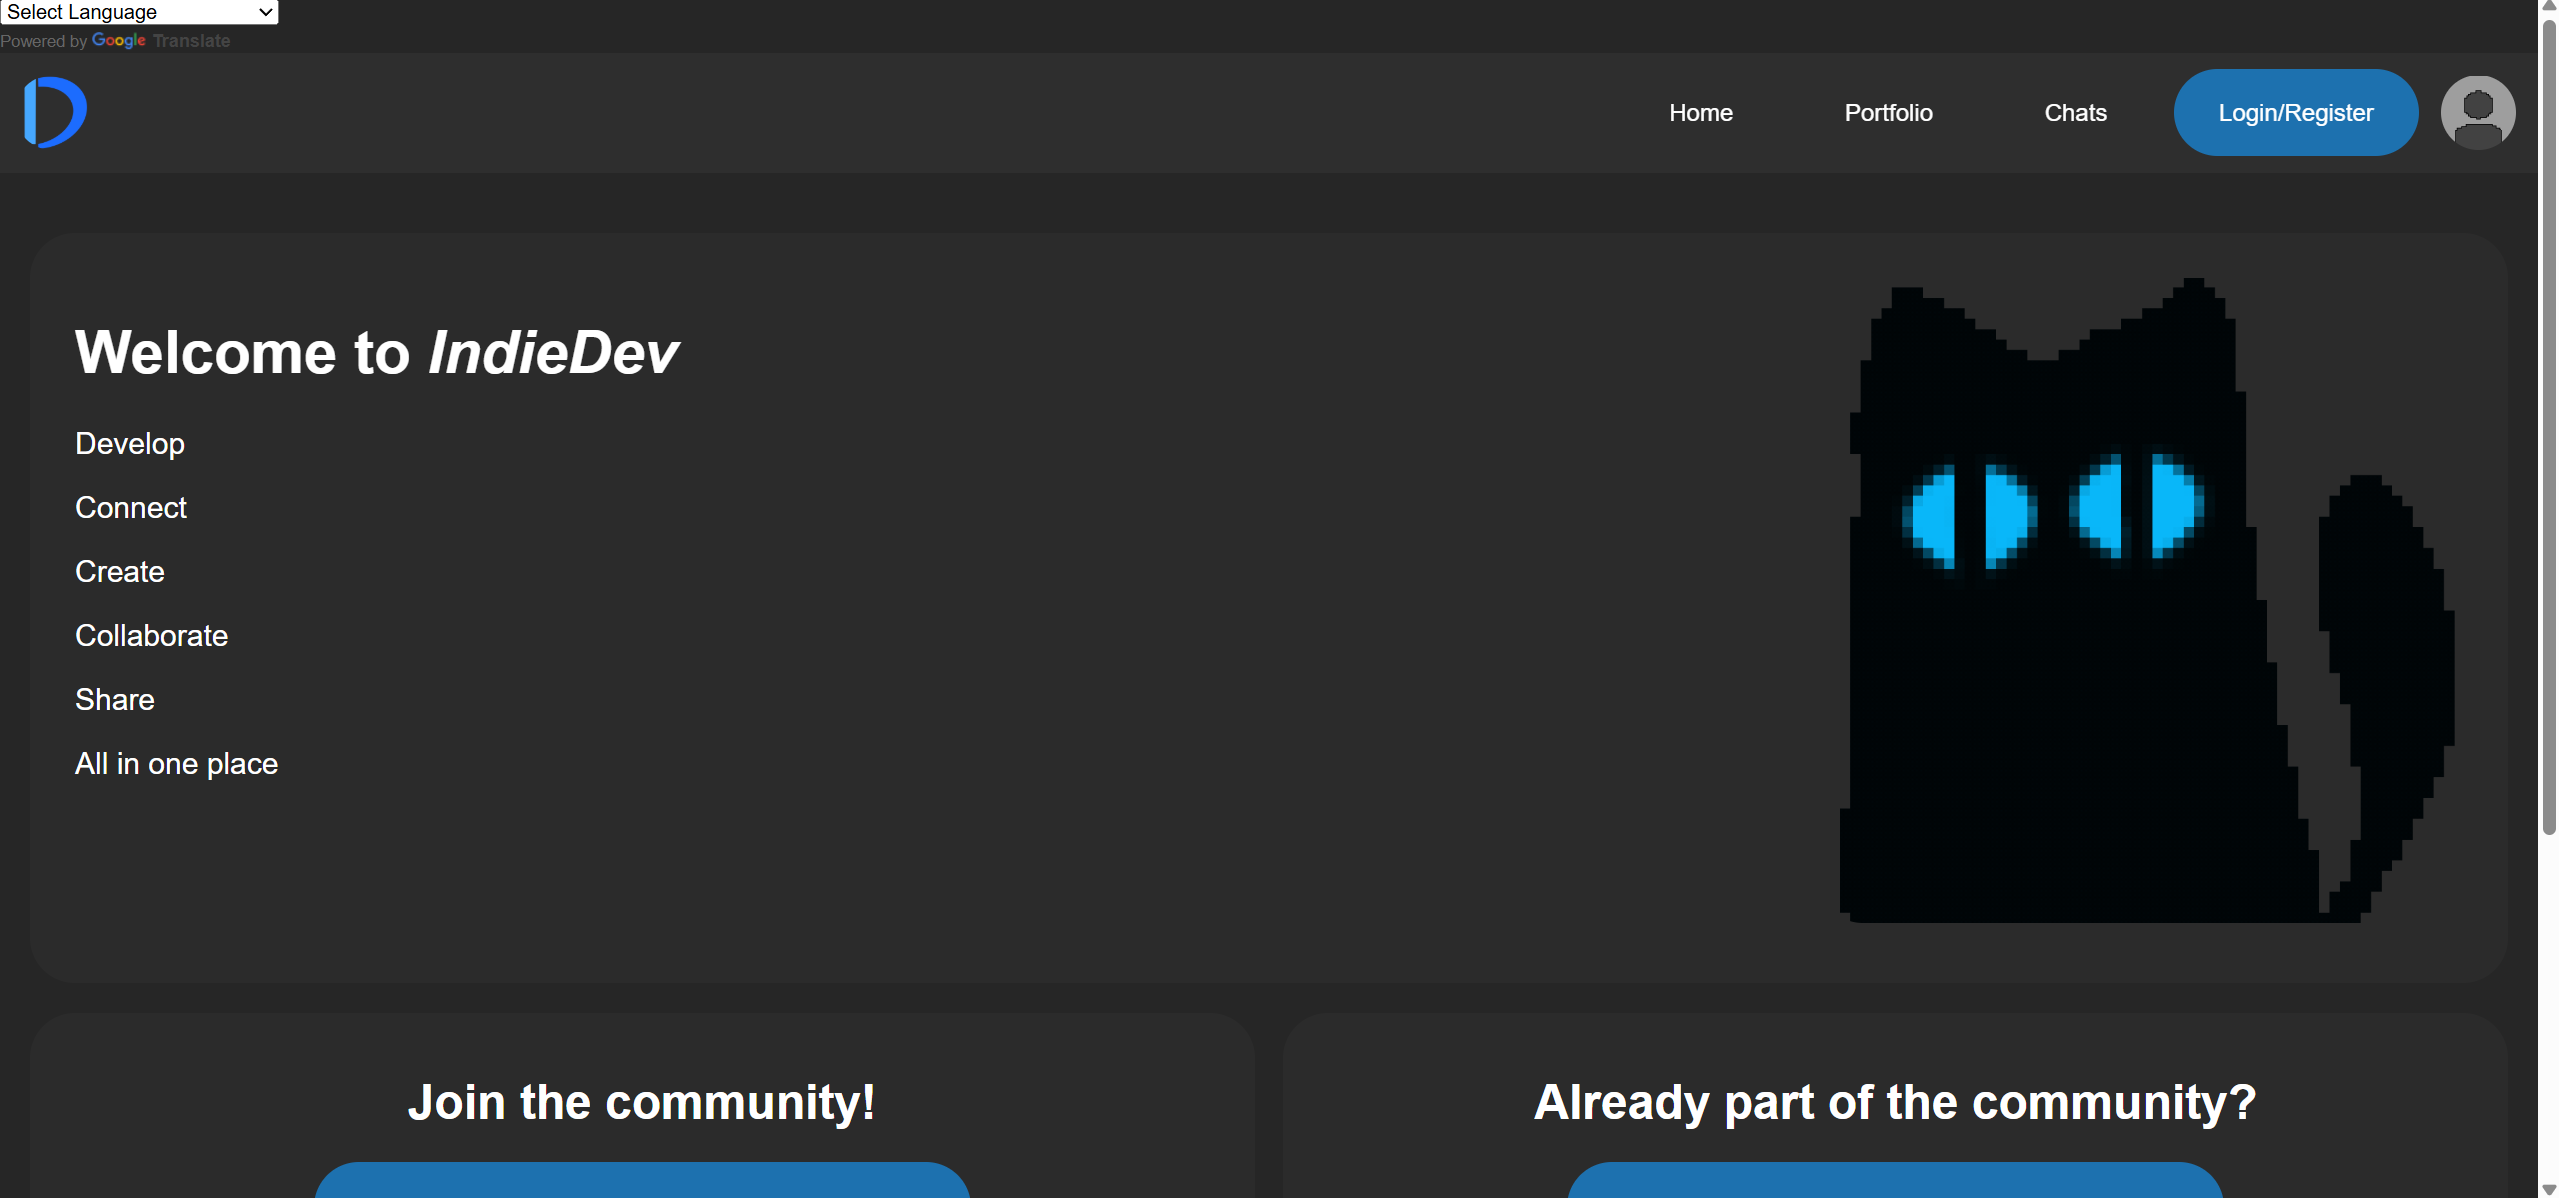 Select Language
Powered by Google Translate
Home Portfolio Chats Login/Register
Welcome to IndieDev
Develop
Connect
Create
Collaborate
Share
All in one place
Join the community!
Already part of the community?